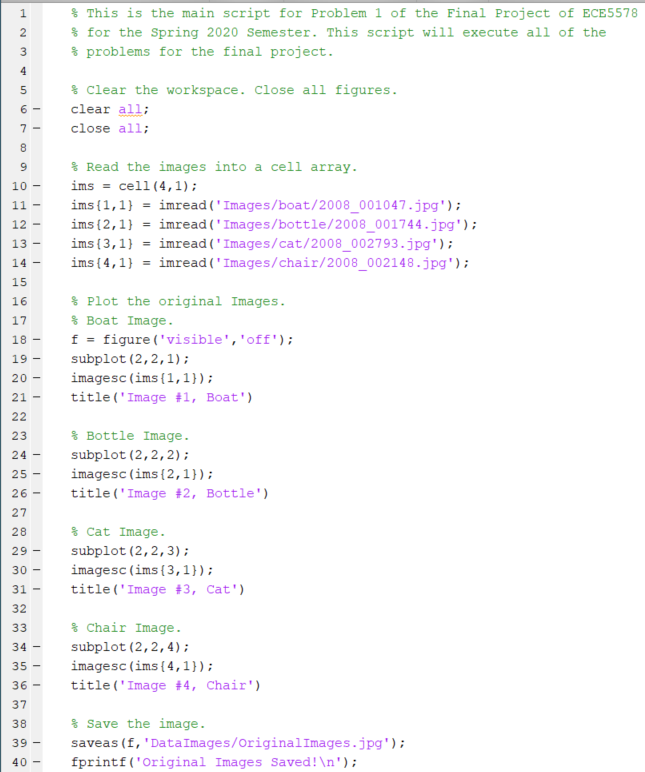 1 % This is the main script for Problem 1 of the Final Project of ECE5578
2 % for the Spring 2020 Semester. This script will execute all of the
3 % problems for the final project.
4
5 % Clear the workspace. Close all figures.
6 – clear all;
7 – close all;
8
9 % Read the images into a cell array.
10 – ims = cell(4,1);
11 – ims{1,1} = imread('Images/boat/2008_001047.jpg');
12 – ims{2,1} = imread('Images/bottle/2008_001744.jpg');
13 – ims{3,1} = imread('Images/cat/2008_002793.jpg');
14 – ims{4,1} = imread('Images/chair/2008_002148.jpg');
15
16 % Plot the original Images.
17 % Boat Image.
18 – f = figure('visible','off');
19 – subplot(2,2,1);
20 – imagesc(ims{1,1});
21 – title('Image #1, Boat')
22
23 % Bottle Image.
24 – subplot(2,2,2);
25 – imagesc(ims{2,1});
26 – title('Image #2, Bottle')
27
28 % Cat Image.
29 – subplot(2,2,3);
30 – imagesc(ims{3,1});
31 – title('Image #3, Cat')
32
33 % Chair Image.
34 – subplot(2,2,4);
35 – imagesc(ims{4,1});
36 – title('Image #4, Chair')
37
38 % Save the image.
39 – saveas(f,'DataImages/OriginalImages.jpg');
40 – fprintf('Original Images Saved!\n');